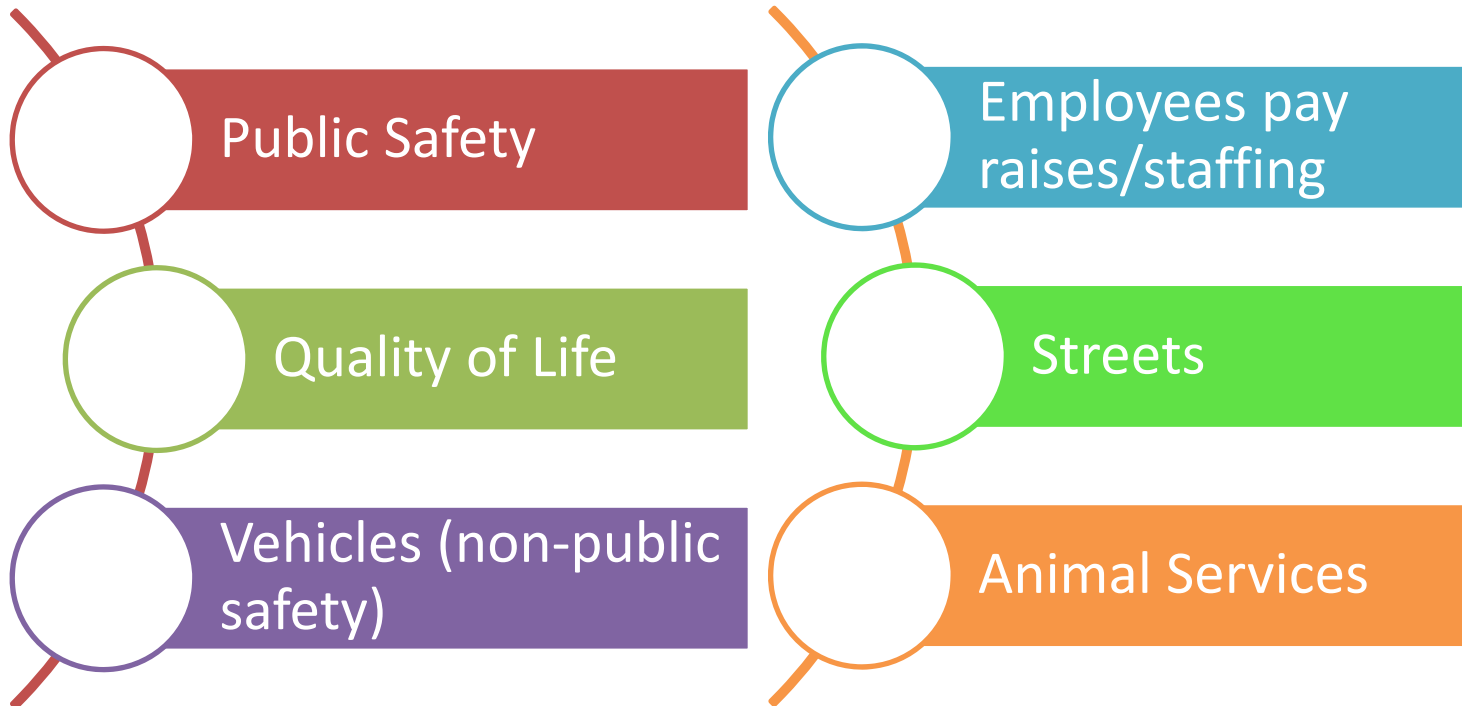 Public Safety
Quality of Life
Vehicles (non-public
safety)
Employees pay
raises/staffing
Streets
Animal Services